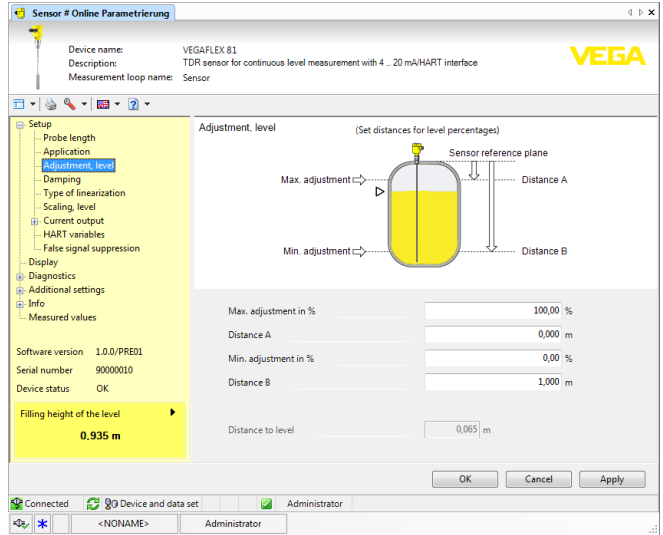 Sensor # Online Parametrierung
Device name: VEGAFLEX 81
Description: TDR sensor for continuous level measurement with 4 .. 20 mA/HART interface
Measurement loop name: Sensor
VEGA
Setup
Probe length
Application
Adjustment, level
Damping
Type of linearization
Scaling, level
Current output
HART variables
False signal suppression
Display
Diagnostics
Additional settings
Info
Measured values
Software version 1.0.0/PRE01
Serial number 90000010
Device status OK
Filling height of the level
0.935 m
Adjustment, level
(Set distances for level percentages)
Sensor reference plane
Max. adjustment
Distance A
Min. adjustment
Distance B
Max. adjustment in % 100,00 %
Distance A 0,000 m
Min. adjustment in % 0,00 %
Distance B 1,000 m
Distance to level 0,065 m
OK Cancel Apply
Connected Device and data set Administrator
<NONAME> Administrator